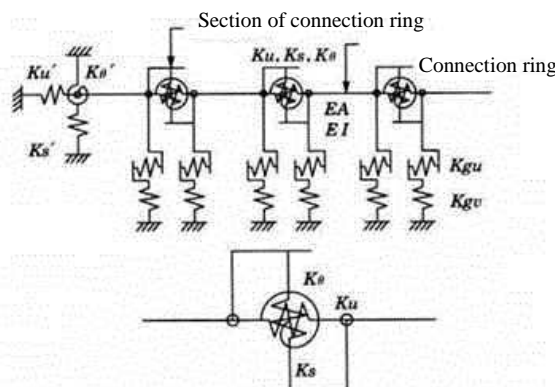 Section of connection ring
Ku´ Kθ´
Ku, Ks, Kθ
Connection ring
EA
EI
Ks´
Kgu
Kgv
Kθ
Ku
Ks